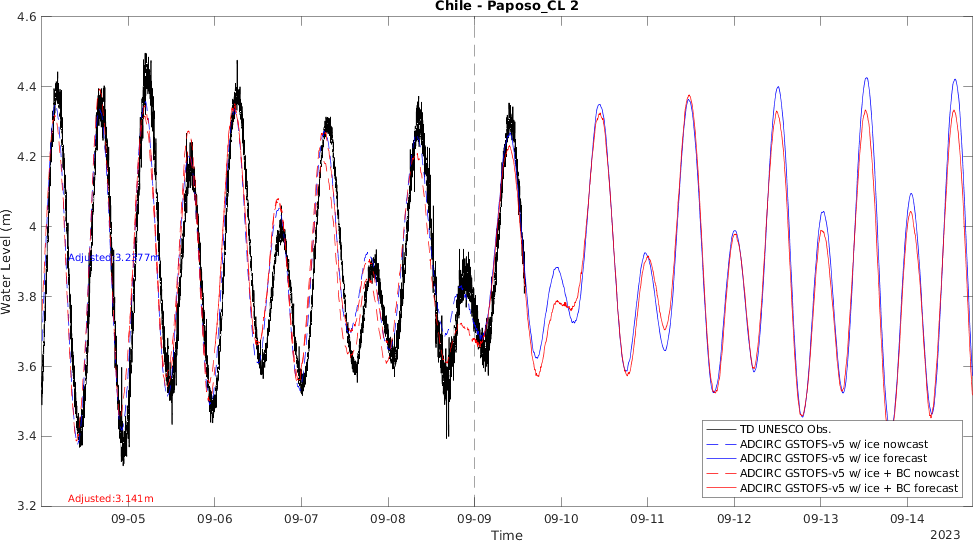 Chile - Paposo_CL 2
4.6
4.4
4.2
4
3.8
3.6
3.4
3.2
Water Level (m)
Adjusted:3.2277m
Adjusted:3.141m
TD UNESCO Obs.
ADCIRC GSTOFS-v5 w/ ice nowcast
ADCIRC GSTOFS-v5 w/ ice forecast
ADCIRC GSTOFS-v5 w/ ice + BC nowcast
ADCIRC GSTOFS-v5 w/ ice + BC forecast
09-05 09-06 09-07 09-08 09-09 09-10 09-11 09-12 09-13 09-14
Time
2023